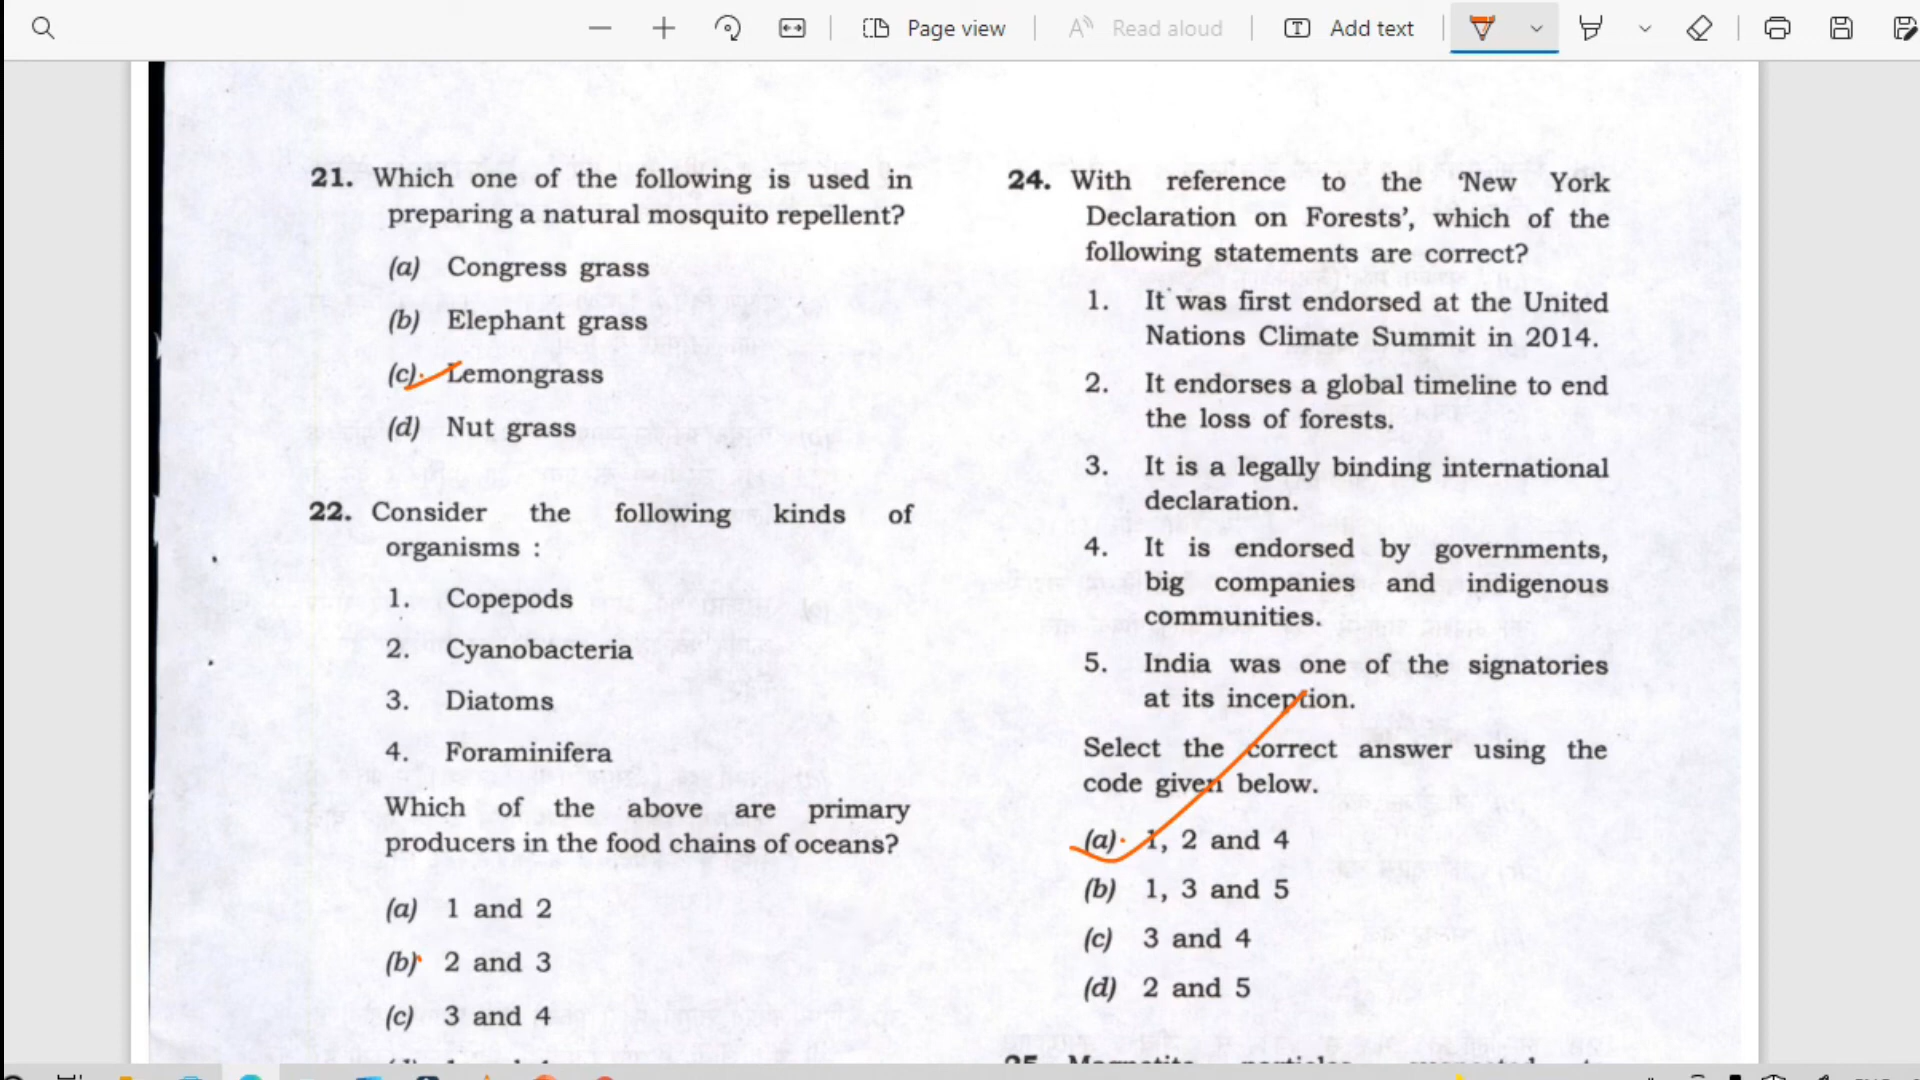 Page view
Read aloud
Add text
21. Which one of the following is used in
preparing a natural mosquito repellent?
(a) Congress grass
(b) Elephant grass
(c) Lemongrass
(d) Nut grass
22. Consider the following kinds of
organisms :
1. Copepods
2. Cyanobacteria
3. Diatoms
4. Foraminifera
Which of the above are primary
producers in the food chains of oceans?
(a) 1 and 2
(b) 2 and 3
(c) 3 and 4
24. With reference to the 'New York
Declaration on Forests', which of the
following statements are correct?
1. It was first endorsed at the United
Nations Climate Summit in 2014.
2. It endorses a global timeline to end
the loss of forests.
3. It is a legally binding international
declaration.
4. It is endorsed by governments,
big companies and indigenous
communities.
5. India was one of the signatories
at its inception.
Select the correct answer using the
code given below.
(a) 1, 2 and 4
(b) 1, 3 and 5
(c) 3 and 4
(d) 2 and 5